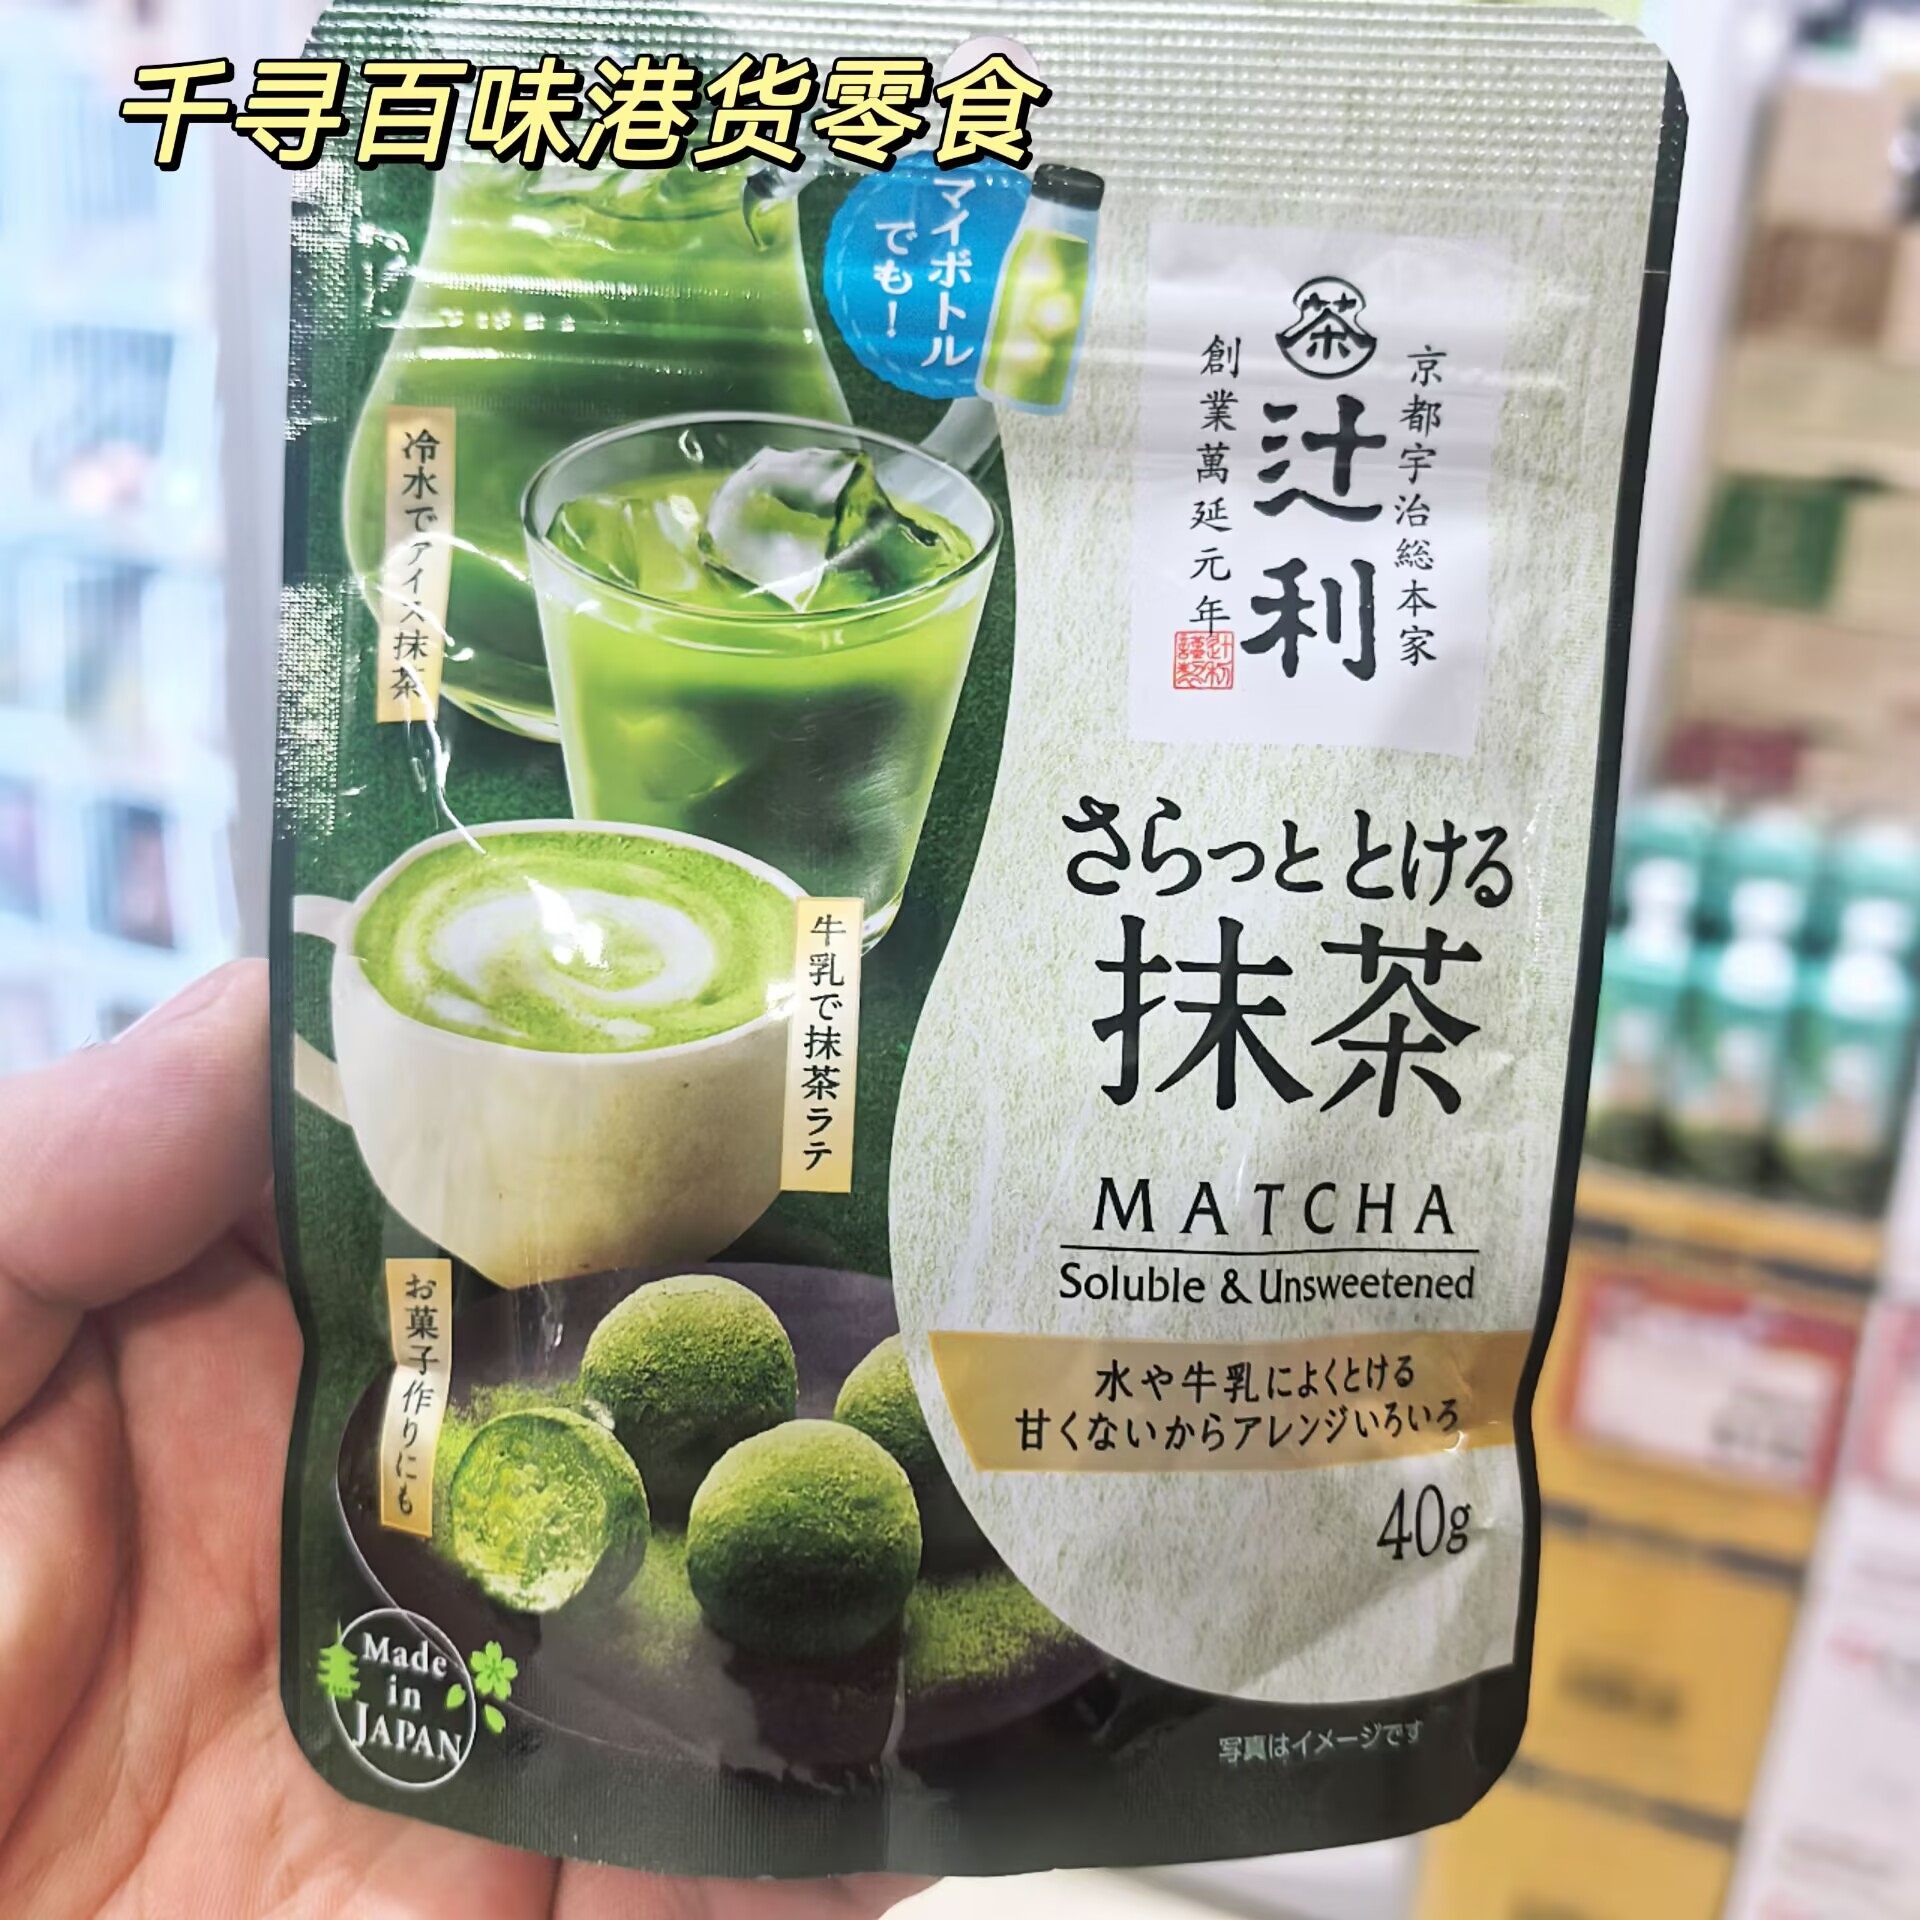 千寻百味港货零食
マイボトル
でも！
茶
京都宇治総本家
辻利
創業萬延元年
辻利
謹製
冷水でアイス抹茶
さらっととける
抹茶
牛乳で抹茶ラテ
MATCHA
Soluble & Unsweetened
お菓子作りにも
水や牛乳によくとける
甘くないからアレンジいろいろ
40g
Made
in
JAPAN
写真はイメージです